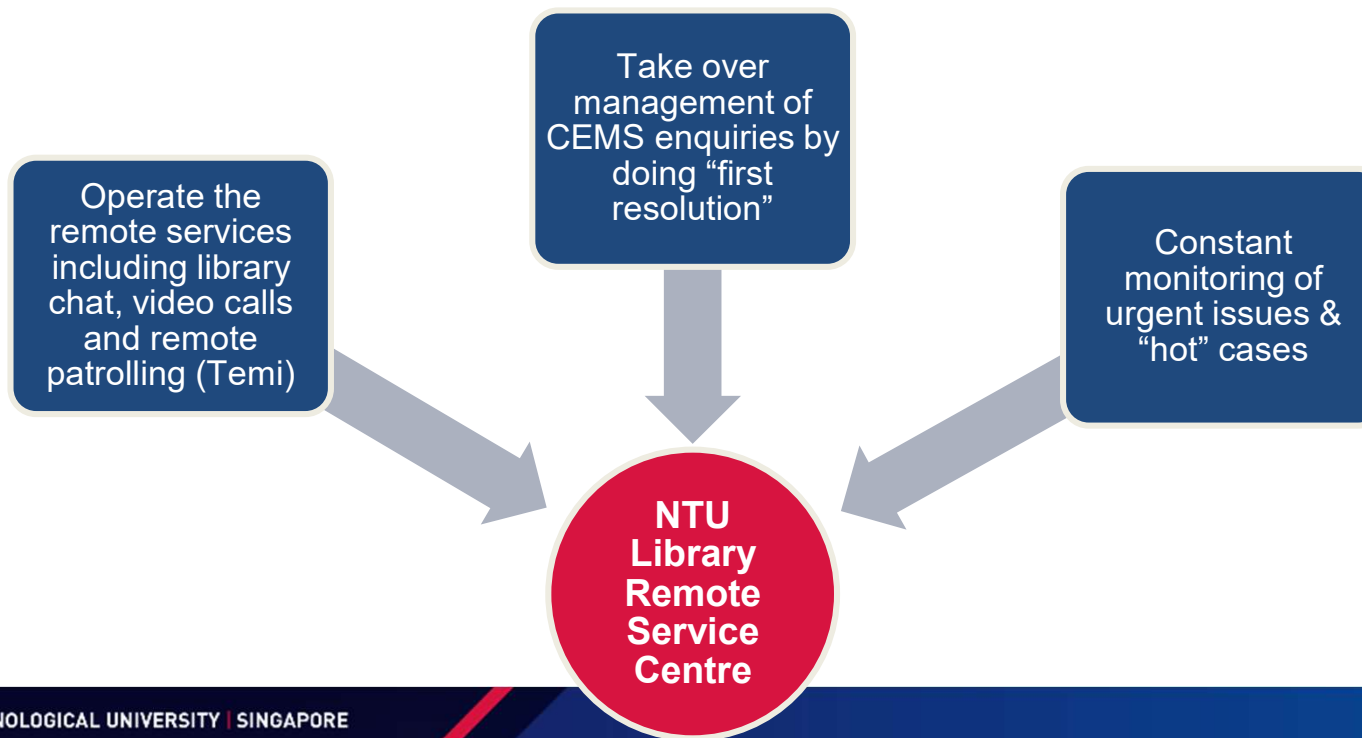 Take over
management of
CEMS enquiries by
doing “first
resolution”
Operate the
remote services
including library
chat, video calls
and remote
patrolling (Temi)
Constant
monitoring of
urgent issues &
“hot” cases
NTU
Library
Remote
Service
Centre
NOLOGICAL UNIVERSITY | SINGAPORE